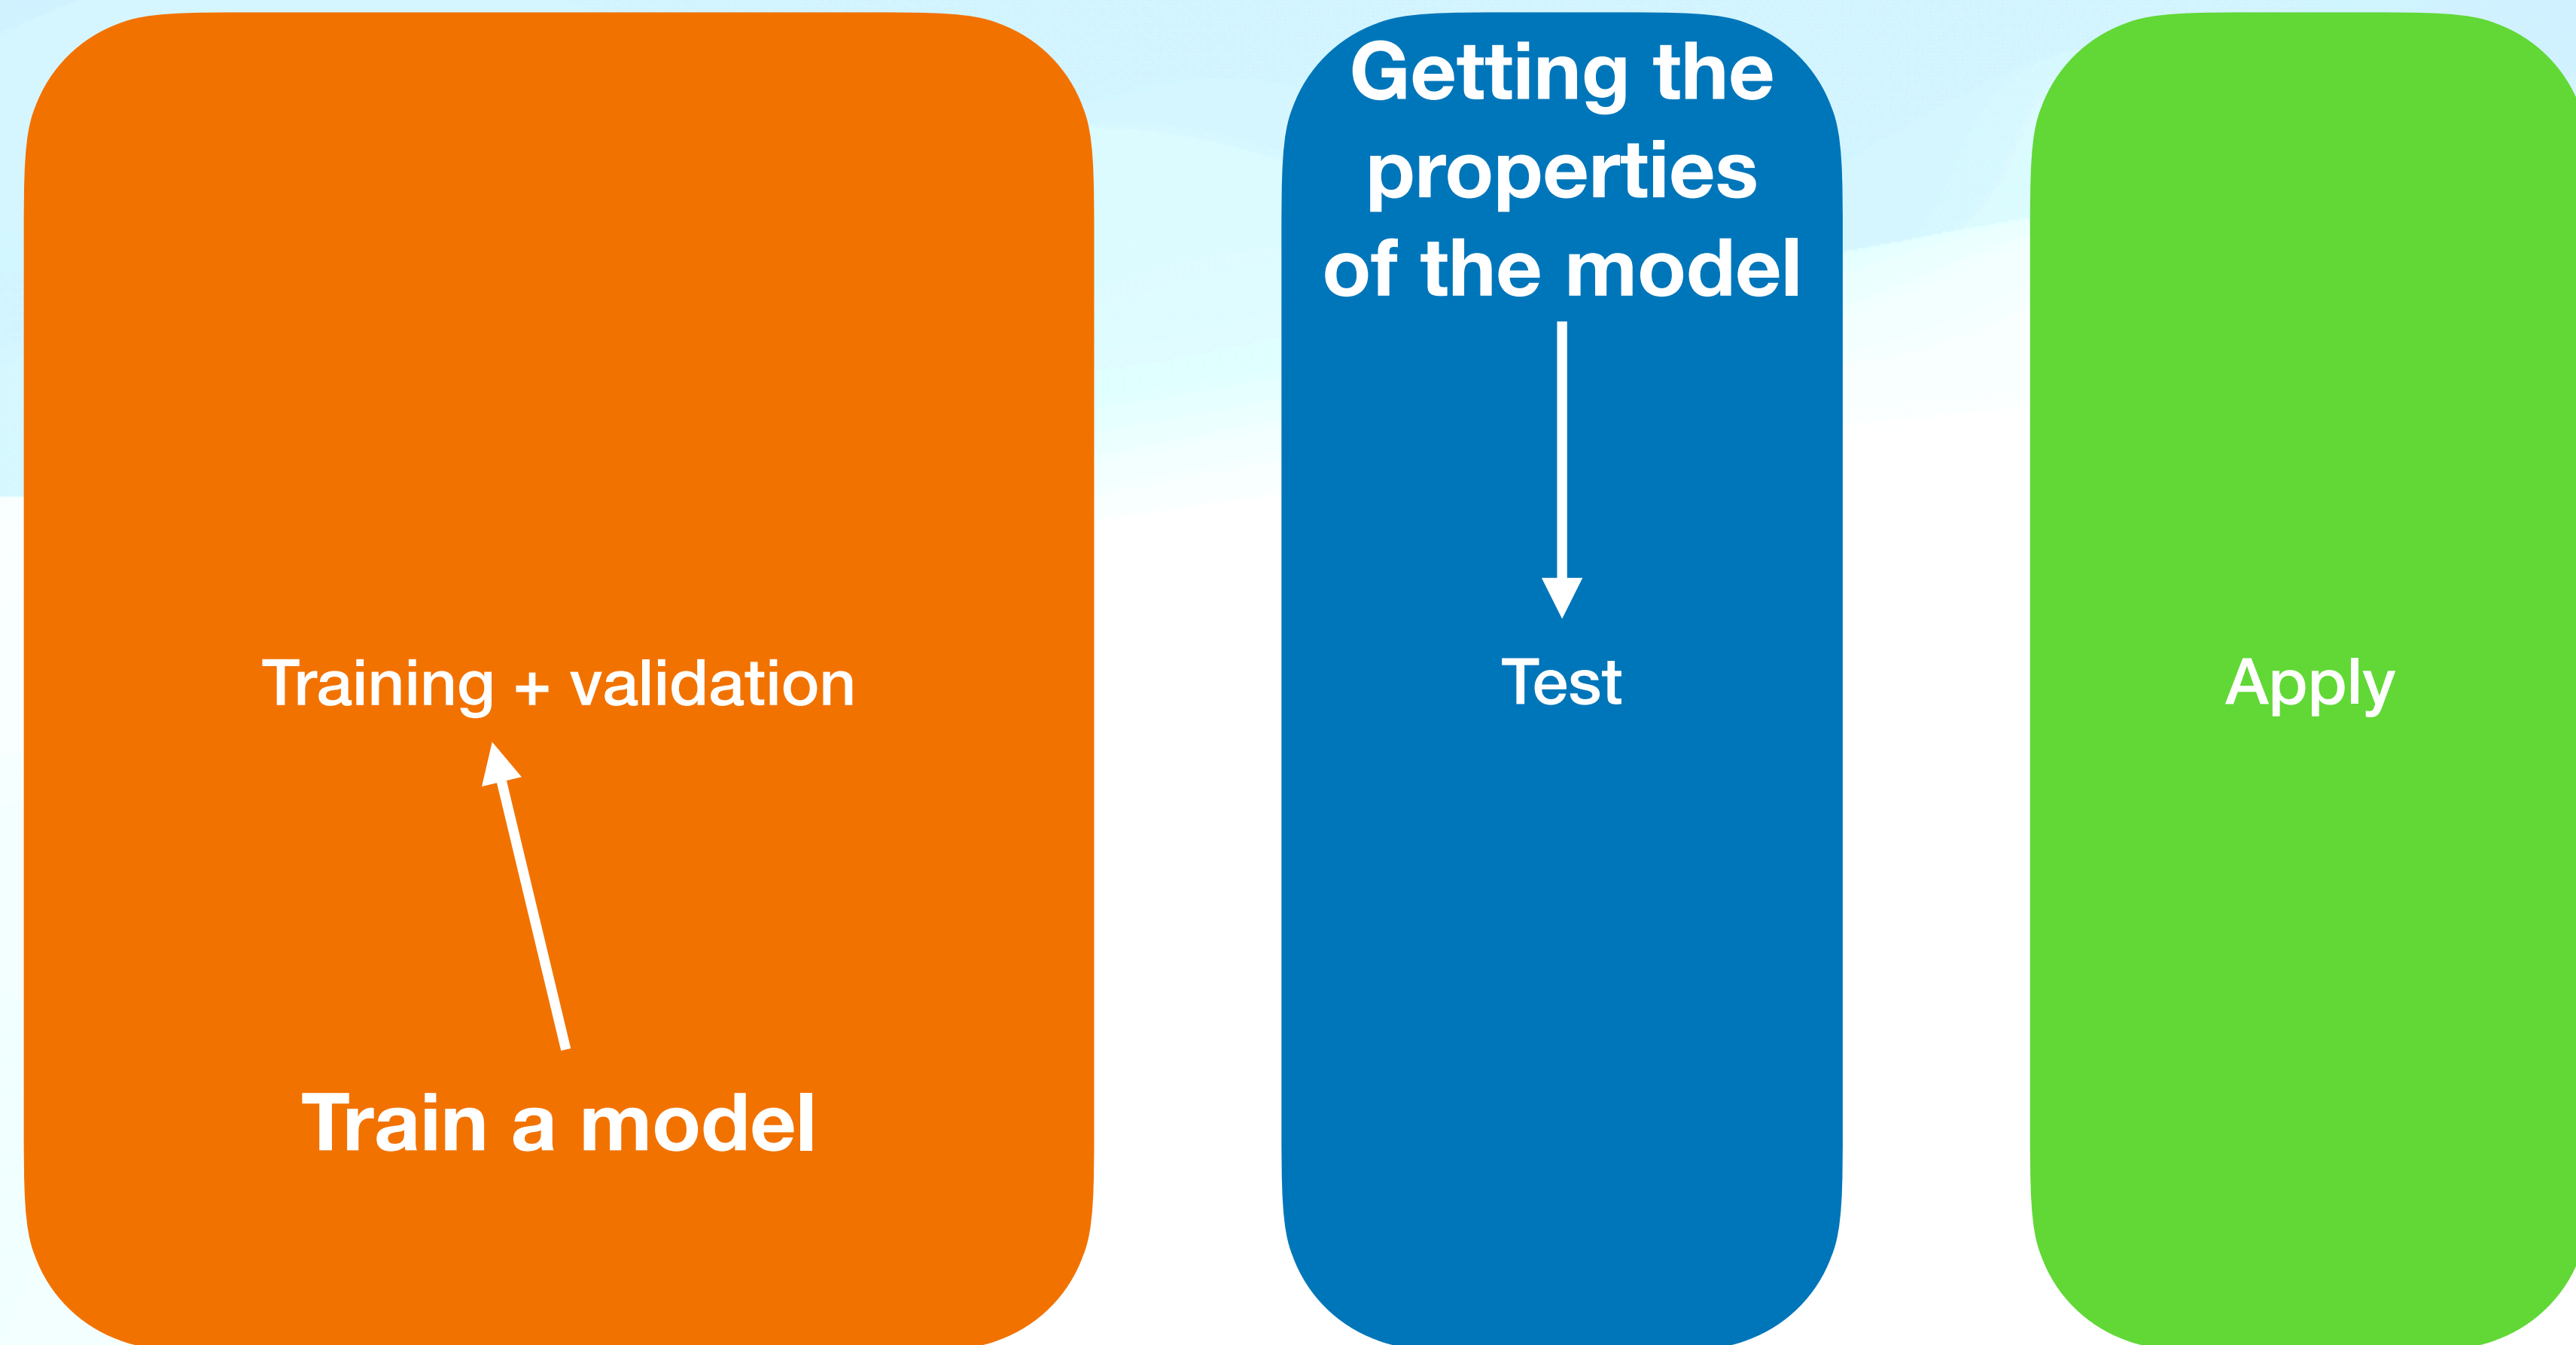 Getting the
properties
of the model
Training + validation
Test
Apply
Train a model